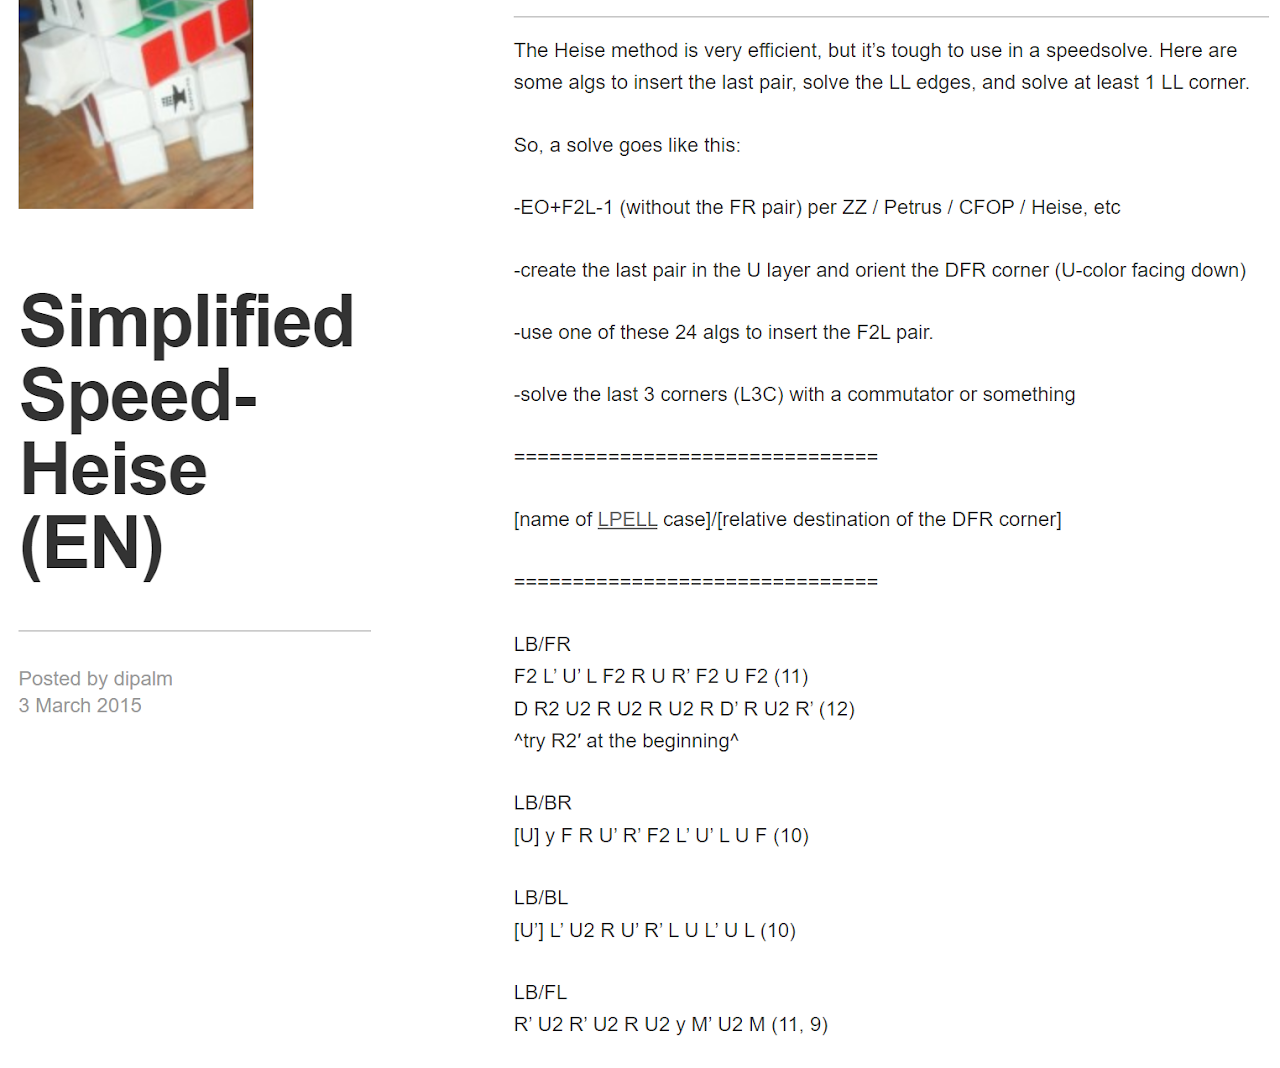 The Heise method is very efficient, but it’s tough to use in a speedsolve. Here are
some algs to insert the last pair, solve the LL edges, and solve at least 1 LL corner.
So, a solve goes like this:
-EO+F2L-1 (without the FR pair) per ZZ / Petrus / CFOP / Heise, etc
-create the last pair in the U layer and orient the DFR corner (U-color facing down)
-use one of these 24 algs to insert the F2L pair.
-solve the last 3 corners (L3C) with a commutator or something
===============================
[name of LPELL case]/[relative destination of the DFR corner]
===============================
LB/FR
F2 L’ U’ L F2 R U R’ F2 U F2 (11)
D R2 U2 R U2 R U2 R D’ R U2 R’ (12)
^try R2′ at the beginning^
LB/BR
[U] y F R U’ R’ F2 L’ U’ L U F (10)
LB/BL
[U’] L’ U2 R U’ R’ L U L’ U L (10)
LB/FL
R’ U2 R’ U2 R U2 y M’ U2 M (11, 9)
Simplified
Speed-
Heise
(EN)
Posted by dipalm
3 March 2015